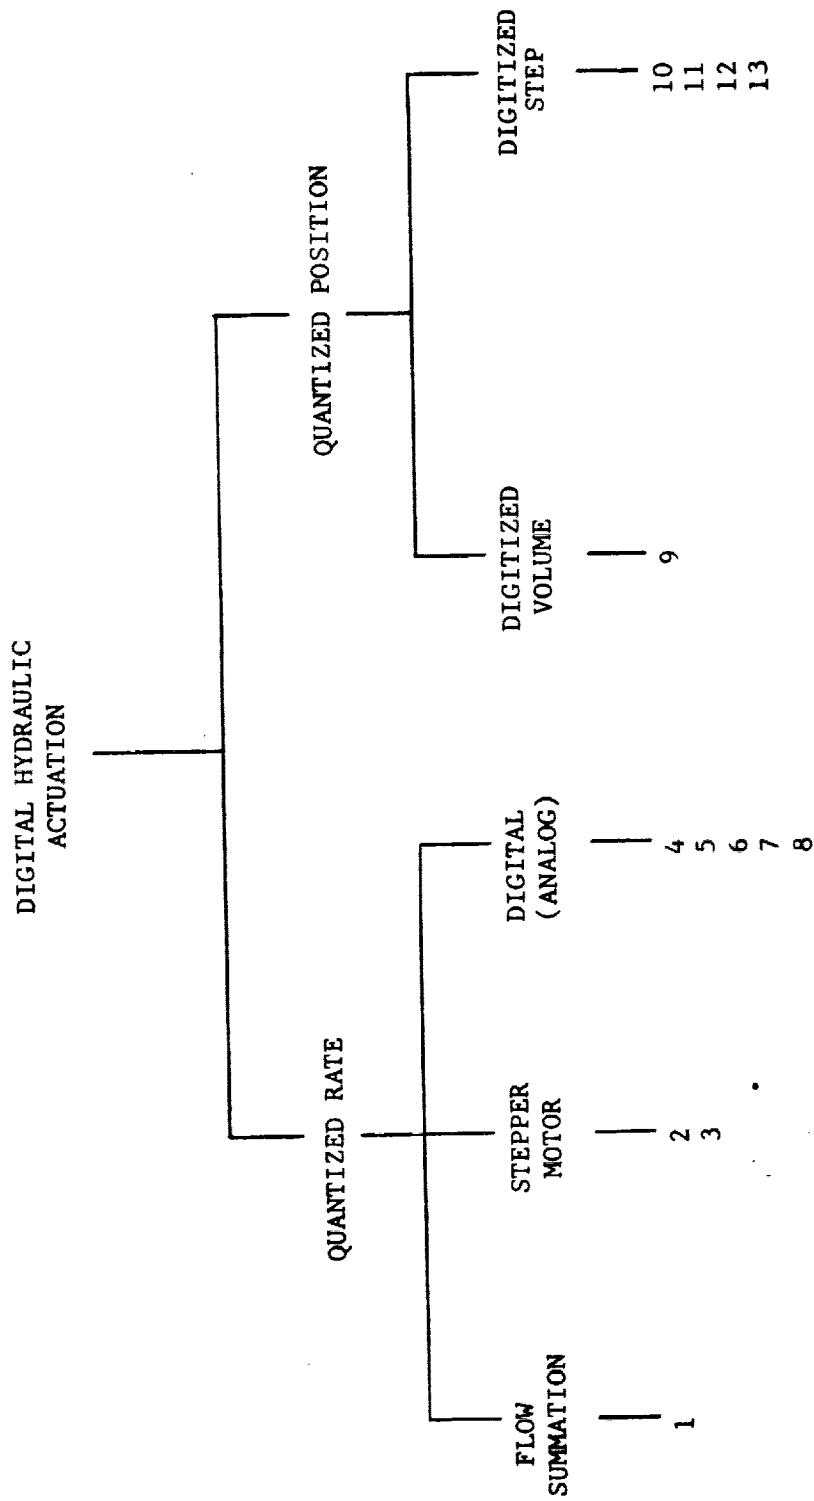 DIGITAL HYDRAULIC
ACTUATION
QUANTIZED RATE
QUANTIZED POSITION
FLOW
SUMMATION
STEPPER
MOTOR
DIGITAL
(ANALOG)
DIGITIZED
VOLUME
DIGITIZED
STEP
1
2
3
4
5
6
7
8
9
10
11
12
13